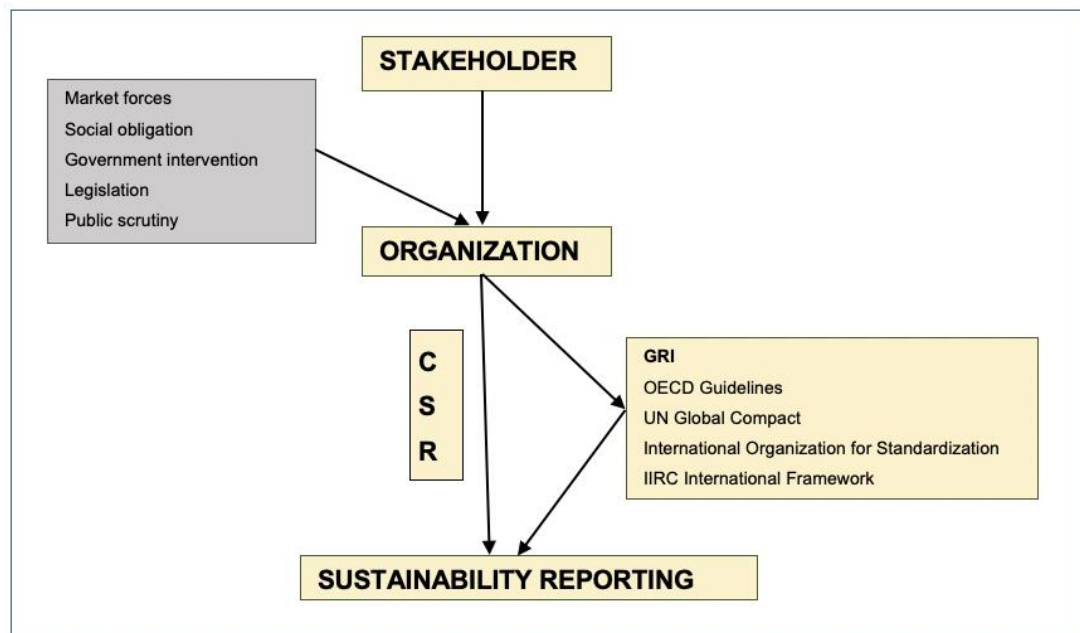 STAKEHOLDER
Market forces
Social obligation
Government intervention
Legislation
Public scrutiny
ORGANIZATION
C
S
R
GRI
OECD Guidelines
UN Global Compact
International Organization for Standardization
IIRC International Framework
SUSTAINABILITY REPORTING